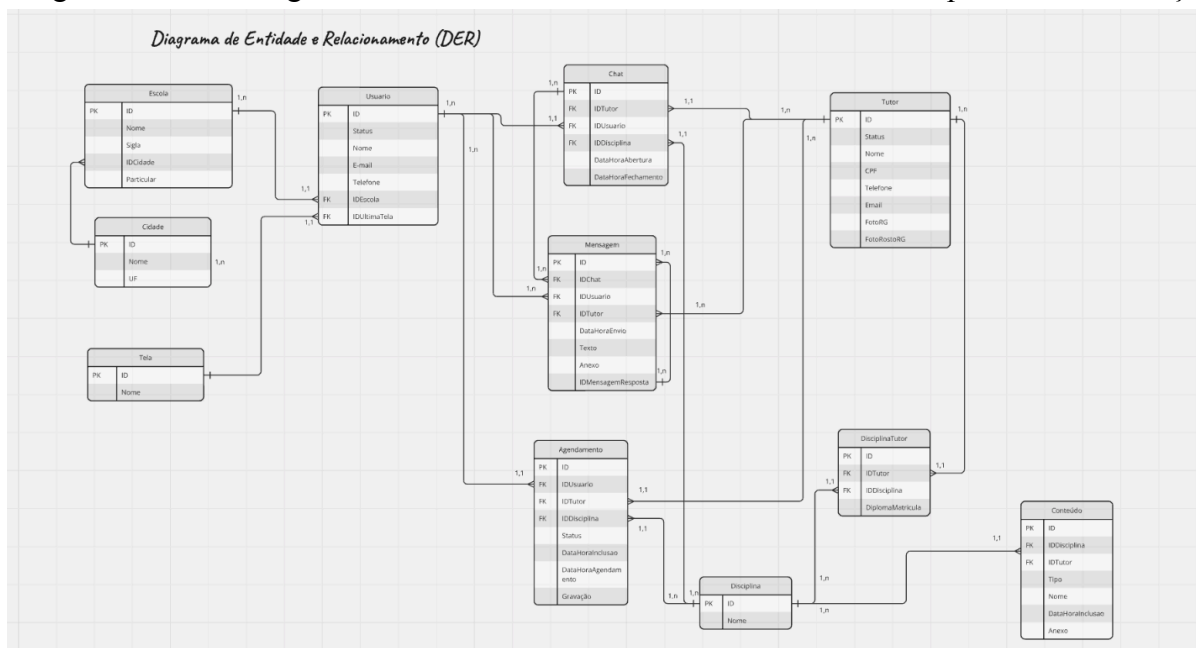 Diagrama de Entidade e Relacionamento (DER)
Escola
PK ID
Nome
Sigla
IDCidade
Particular
1,n
Cidade
PK ID
Nome
UF
1,n
Tela
PK ID
Nome
Usuario
PK ID
Status
Nome
E-mail
Telefone
FK IDEscola
FK IDUltimaTela
1,1
1,1
1,n
1,n
Chat
PK ID
FK IDTutor
FK IDUsuario
FK IDDisciplina
DataHoraAbertura
DataHoraFechamento
1,n
1,1
1,1
1,1
Mensagem
PK ID
FK IDChat
FK IDUsuario
FK IDTutor
DataHoraEnvio
Texto
Anexo
IDMensagemResposta
1,n
1,n
1,n
1,n
1,n
Agendamento
PK ID
FK IDUsuario
FK IDTutor
FK IDDisciplina
Status
DataHoraInclusao
DataHoraAgendam
ento
Gravação
1,1
1,1
1,1
Tutor
PK ID
Status
Nome
CPF
Telefone
Email
FotoRG
FotoRostoRG
1,n
1,n
1,n
DisciplinaTutor
PK ID
FK IDTutor
FK IDDisciplina
DiplomaMatricula
1,1
1,1
Disciplina
PK ID
Nome
1,n
1,n
1,n
1,n
Conteúdo
PK ID
FK IDDisciplina
FK IDTutor
Tipo
Nome
DataHoraInclusao
Anexo
1,1